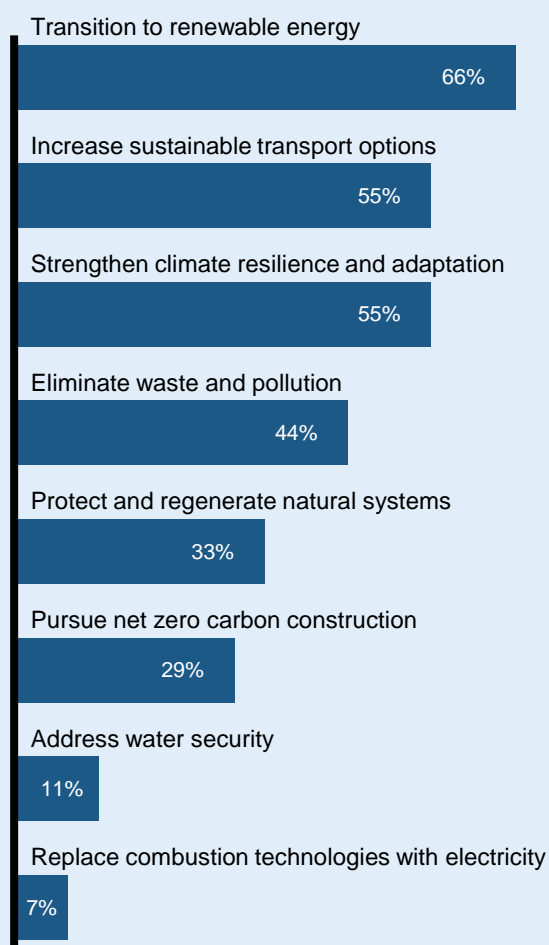 Transition to renewable energy
66%
Increase sustainable transport options
55%
Strengthen climate resilience and adaptation
55%
Eliminate waste and pollution
44%
Protect and regenerate natural systems
33%
Pursue net zero carbon construction
29%
Address water security
11%
Replace combustion technologies with electricity
7%